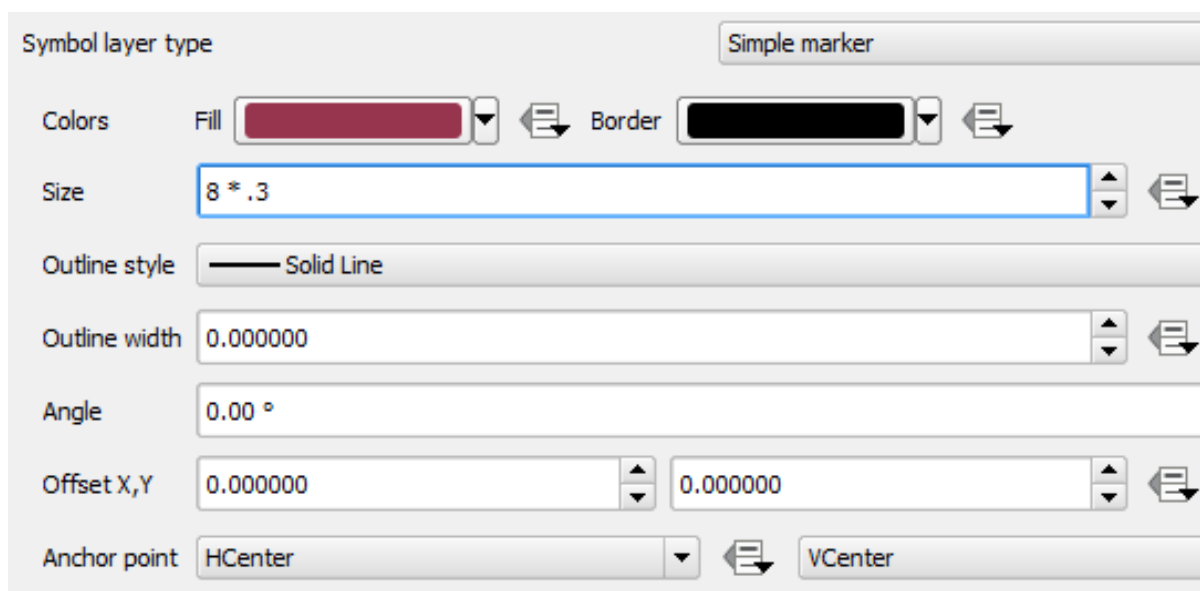 Symbol layer type Simple marker
Colors Fill Border
Size 8 * .3
Outline style Solid Line
Outline width 0.000000
Angle 0.00 °
Offset X,Y 0.000000 0.000000
Anchor point HCenter VCenter